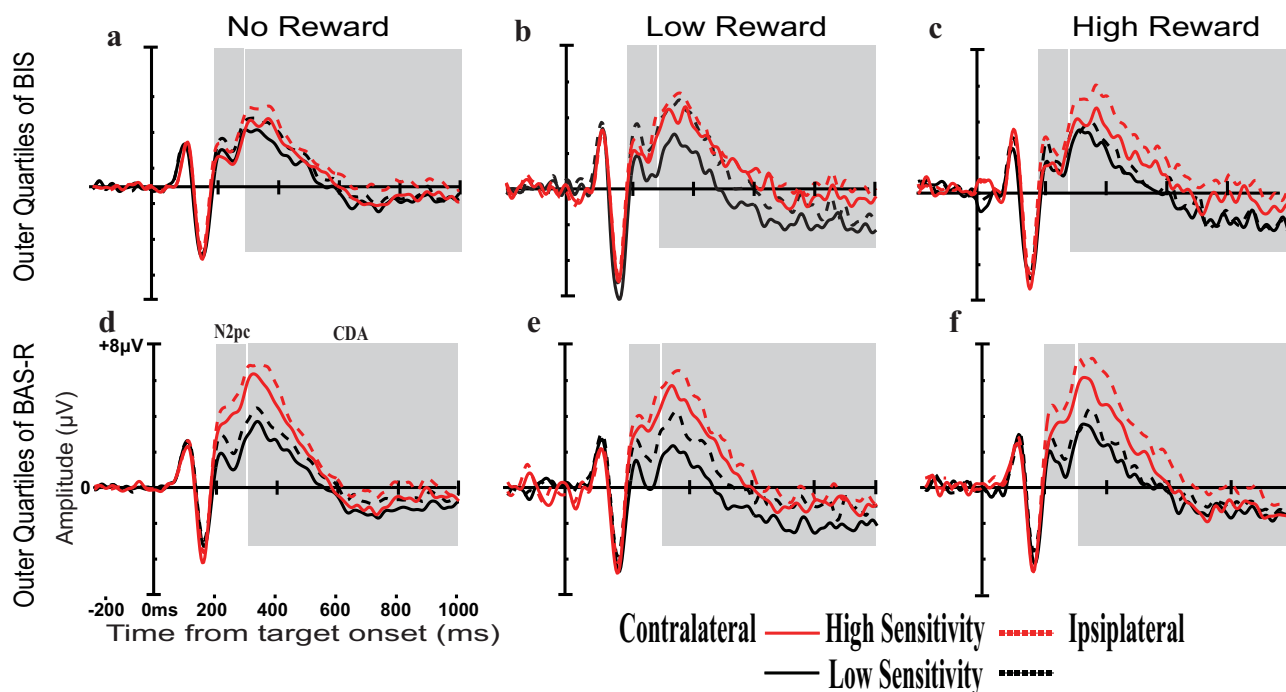 No Reward
Low Reward
High Reward
a
b
c
Outer Quartiles of BIS
d
e
f
N2pc
CDA
+8µV
0
Amplitude (µV)
Outer Quartiles of BAS-R
-200 0ms 200 400 600 800 1000
Time from target onset (ms)
Contralateral High Sensitivity Ipsiplateral
Low Sensitivity